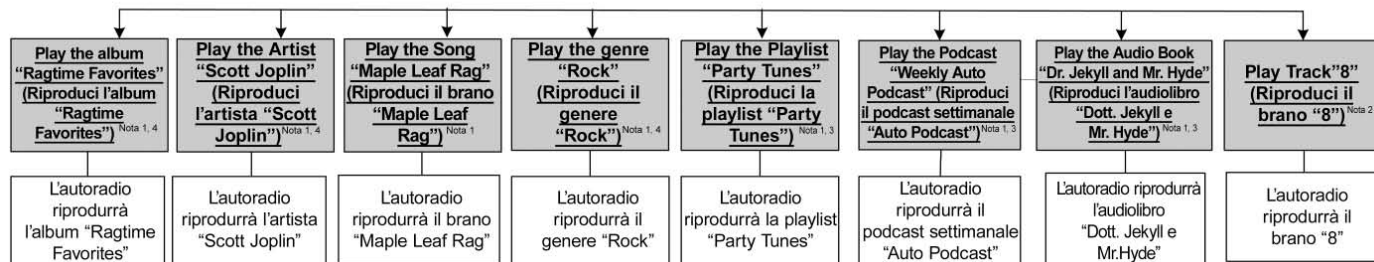 Play the album
“Ragtime Favorites”
(Riproduci l’album
“Ragtime
Favorites”) Nota 1, 4
Play the Artist
“Scott Joplin”
(Riproduci
l’artista “Scott
Joplin”) Nota 1, 4
Play the Song
“Maple Leaf Rag”
(Riproduci il brano
“Maple Leaf
Rag”) Nota 1
Play the genre
“Rock”
(Riproduci il
genere
“Rock”) Nota 1, 4
Play the Playlist
“Party Tunes”
(Riproduci la
playlist “Party
Tunes”) Nota 1, 3
Play the Podcast
“Weekly Auto
Podcast” (Riproduci
il podcast settimanale
“Auto Podcast”) Nota 1, 3
Play the Audio Book
“Dr. Jekyll and Mr. Hyde”
(Riproduci l’audiolibro
“Dott. Jekyll e
Mr. Hyde”) Nota 1, 3
Play Track”8”
(Riproduci il
brano “8”) Nota 2
L’autoradio
riprodurrà
l’album “Ragtime
Favorites”
L’autoradio
riprodurrà l’artista
“Scott Joplin”
L’autoradio
riprodurrà il brano
“Maple Leaf Rag”
L’autoradio
riprodurrà il
genere “Rock”
L’autoradio
riprodurrà la playlist
“Party Tunes”
L’autoradio
riprodurrà il
podcast settimanale
“Auto Podcast”
L’autoradio riprodurrà
l’audiolibro
“Dott. Jekyll e
Mr.Hyde”
L’autoradio
riprodurrà il
brano “8”